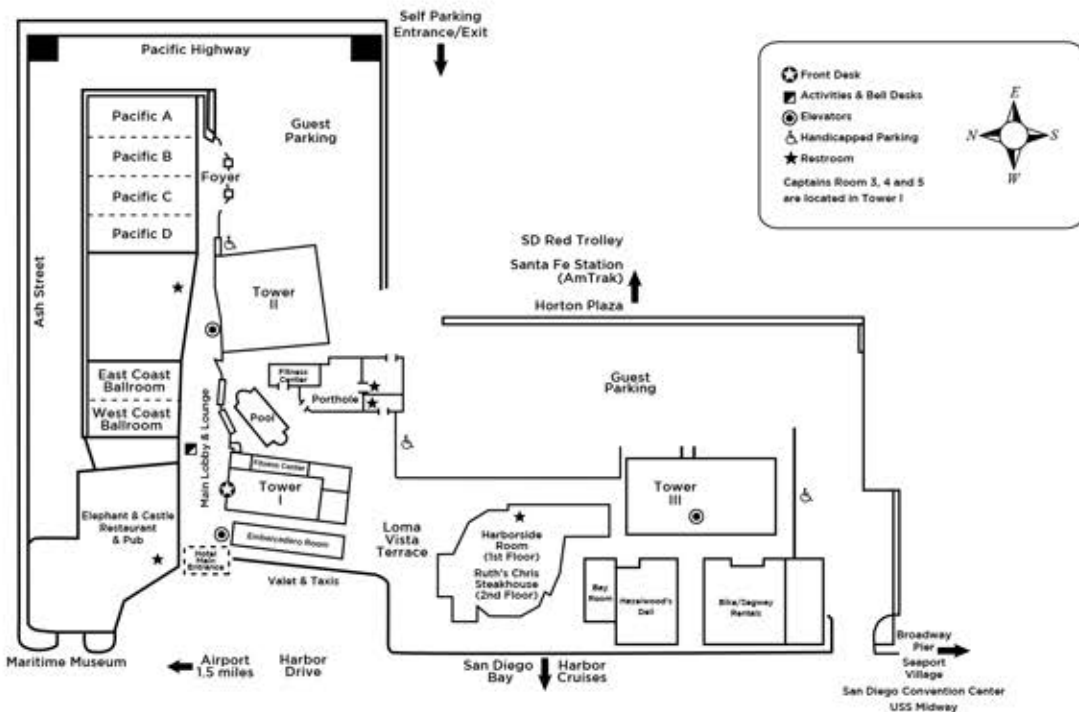 Self Parking
Entrance/Exit
Pacific Highway
Front Desk
Activities & Bell Desks
Elevators
Handicapped Parking
Restroom
Captains Room 3, 4 and 5
are located in Tower I
E
N
S
W
Pacific A
Pacific B
Pacific C
Pacific D
Foyer
Guest
Parking
Ash Street
Tower
II
SD Red Trolley
Santa Fe Station
(AmTrak)
Horton Plaza
East Coast
Ballroom
West Coast
Ballroom
Main Lobby & Lounge
Fitness
Center
Porthole
Pool
Guest
Parking
Fitness Center
Tower
I
Embarcadero Room
Elephant & Castle
Restaurant
& Pub
Hotel
Main
Entrance
Valet & Taxis
Loma
Vista
Terrace
Harborside
Room
(1st Floor)
Ruth's Chris
Steakhouse
(2nd Floor)
Tower
III
Bay
Room
Hazelwood's
Deli
Bike/Segway
Rentals
Maritime Museum
Airport
1.5 miles
Harbor
Drive
San Diego
Bay
Harbor
Cruises
Broadway
Pier
Seaport
Village
San Diego Convention Center
USS Midway